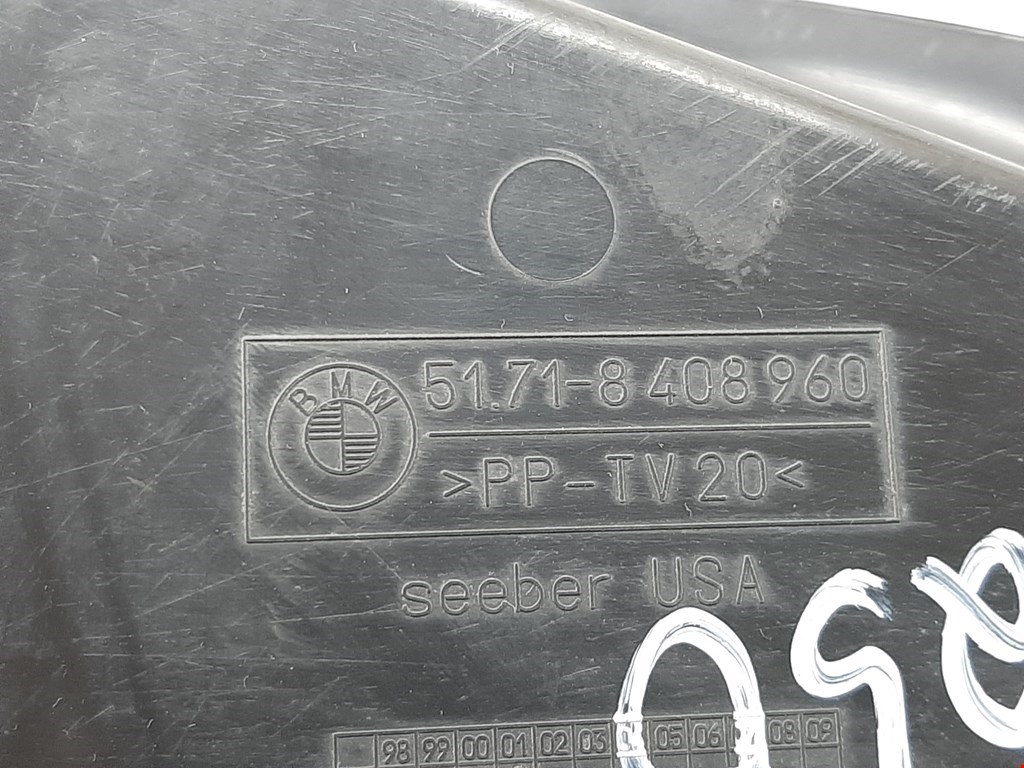 BMW
51.71-8 408 960
>PP-TV20<
seeber USA
98 99 00 01 02 03 05 06 08 09